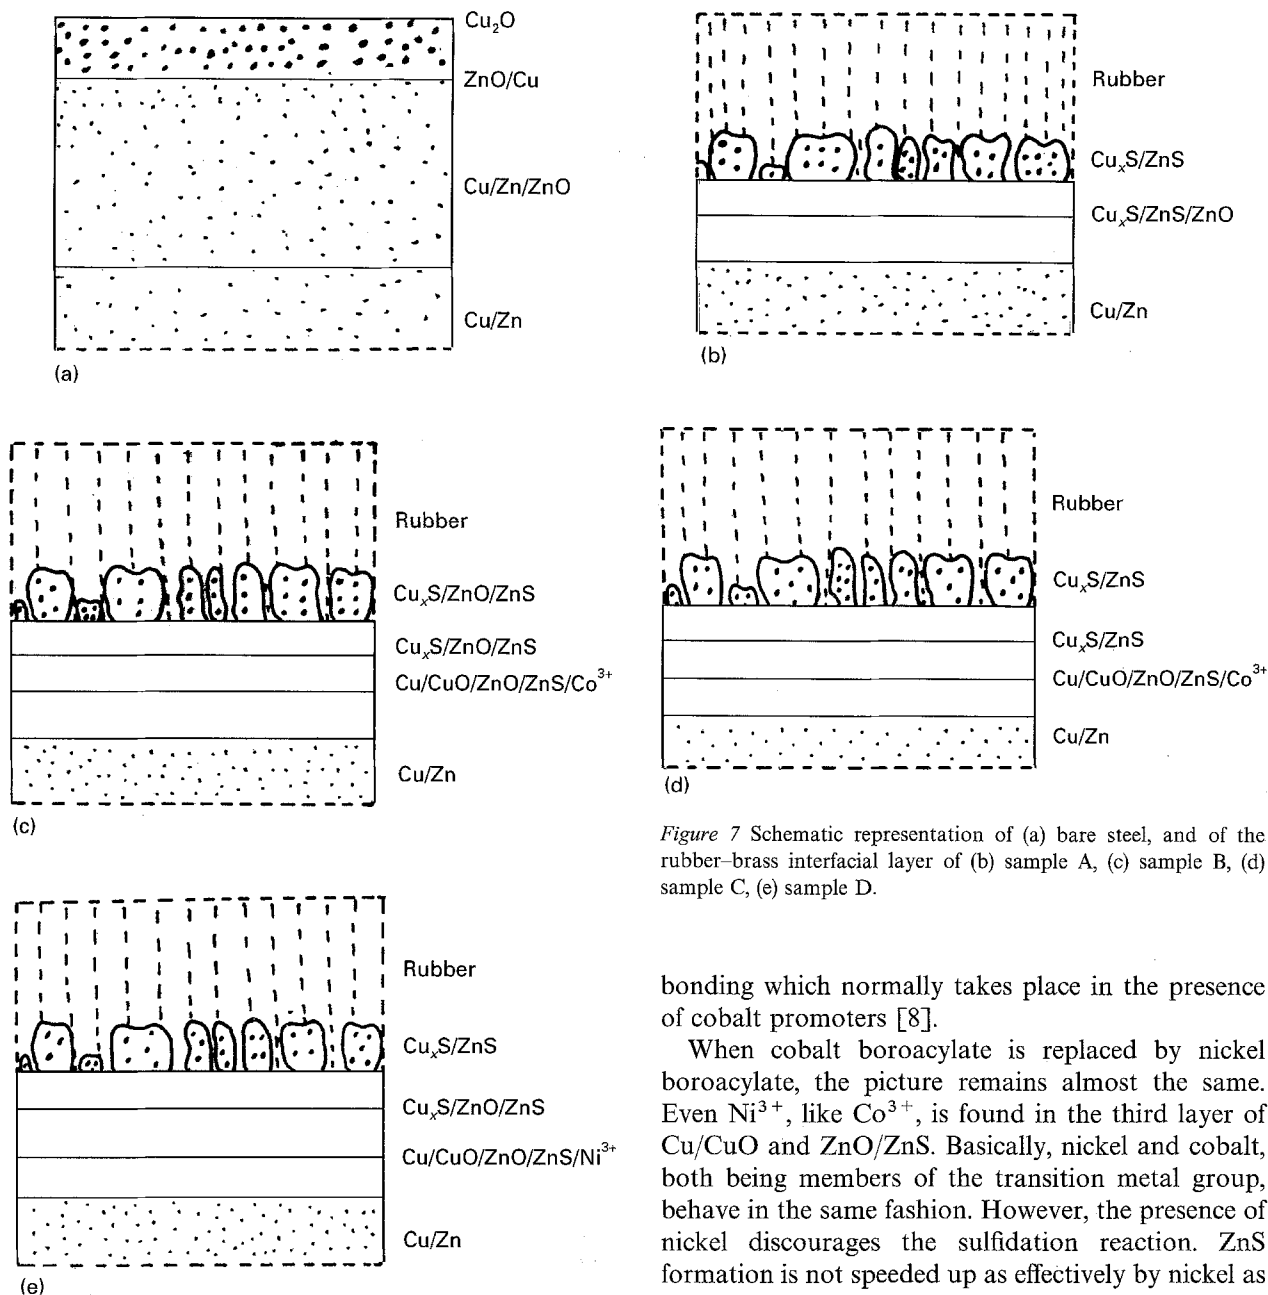 Cu₂O
ZnO/Cu
Cu/Zn/ZnO
Cu/Zn
(a)
Rubber
CuₓS/ZnS
CuₓS/ZnS/ZnO
Cu/Zn
(b)
Rubber
CuₓS/ZnO/ZnS
CuₓS/ZnO/ZnS
Cu/CuO/ZnO/ZnS/Co³⁺
Cu/Zn
(c)
Rubber
CuₓS/ZnS
CuₓS/ZnS
Cu/CuO/ZnO/ZnS/Co³⁺
Cu/Zn
(d)
Rubber
CuₓS/ZnS
CuₓS/ZnO/ZnS
Cu/CuO/ZnO/ZnS/Ni³⁺
Cu/Zn
(e)
Figure 7 Schematic representation of (a) bare steel, and of the
rubber–brass interfacial layer of (b) sample A, (c) sample B, (d)
sample C, (e) sample D.
bonding which normally takes place in the presence
of cobalt promoters [8].
When cobalt boroacylate is replaced by nickel
boroacylate, the picture remains almost the same.
Even Ni³⁺, like Co³⁺, is found in the third layer of
Cu/CuO and ZnO/ZnS. Basically, nickel and cobalt,
both being members of the transition metal group,
behave in the same fashion. However, the presence of
nickel discourages the sulfidation reaction. ZnS
formation is not speeded up as effectively by nickel as